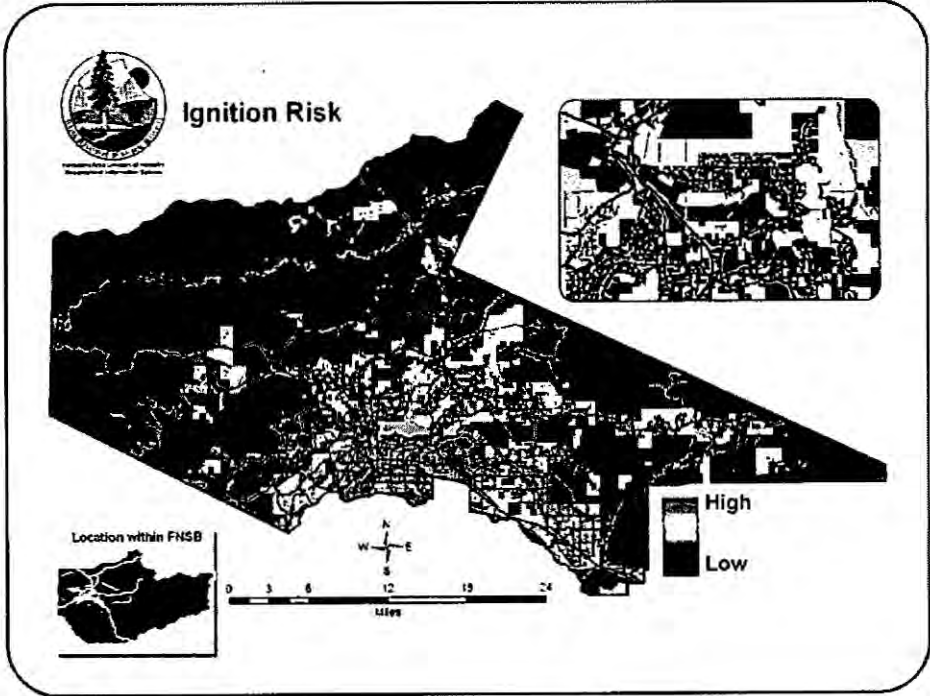 Ignition Risk
High
Low
Location within FNSB
N
W E
S
0 3 6 12 18 24
Miles